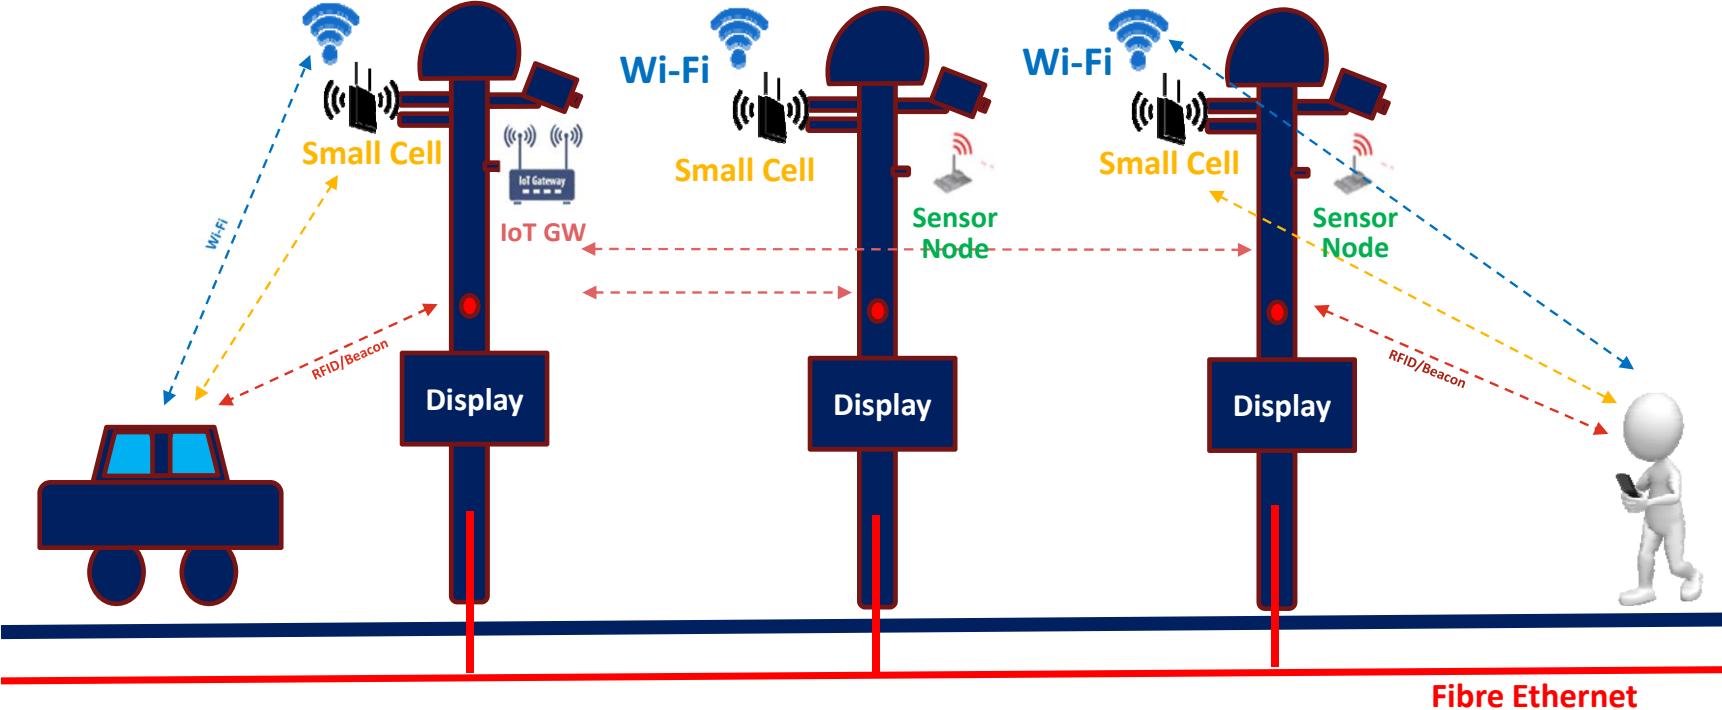 Wi-Fi
Wi-Fi
Small Cell
Small Cell
Small Cell
IoT Gateway
IoT GW
Wi-Fi
Sensor
Node
Sensor
Node
RFID/Beacon
RFID/Beacon
Display
Display
Display
Fibre Ethernet